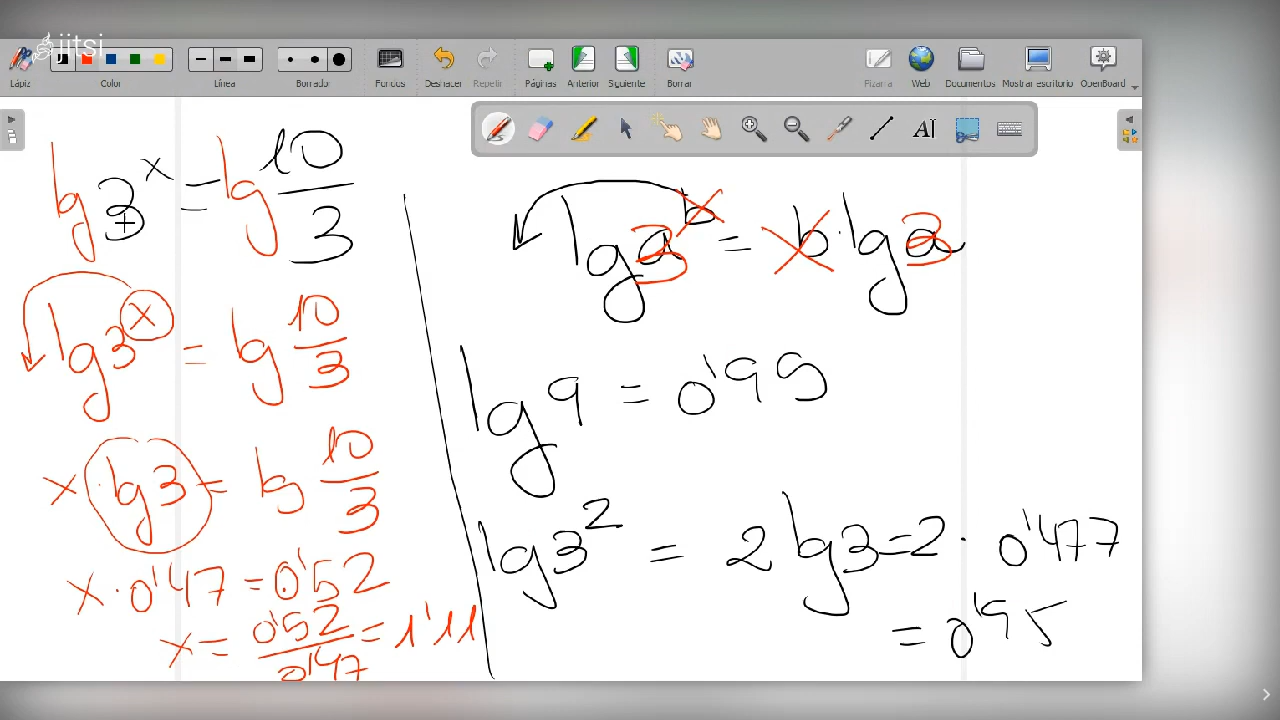 jitsi
Lápiz Color Línea Borrador Fondos Deshacer Repetir Páginas Anterior Siguiente Borrar Pizarra Web Documentos Mostrar escritorio OpenBoard
lg 3^x = lg 10/3
lg 3^x = lg 10/3
x · lg 3 = lg 10/3
x · 0'47 = 0'52
x = 0'52/0'47 = 1'11
lg a^b = b · lg a
3 3
lg 9 = 0'95
lg 3^2 = 2 lg 3 = 2 · 0'477
= 0'95